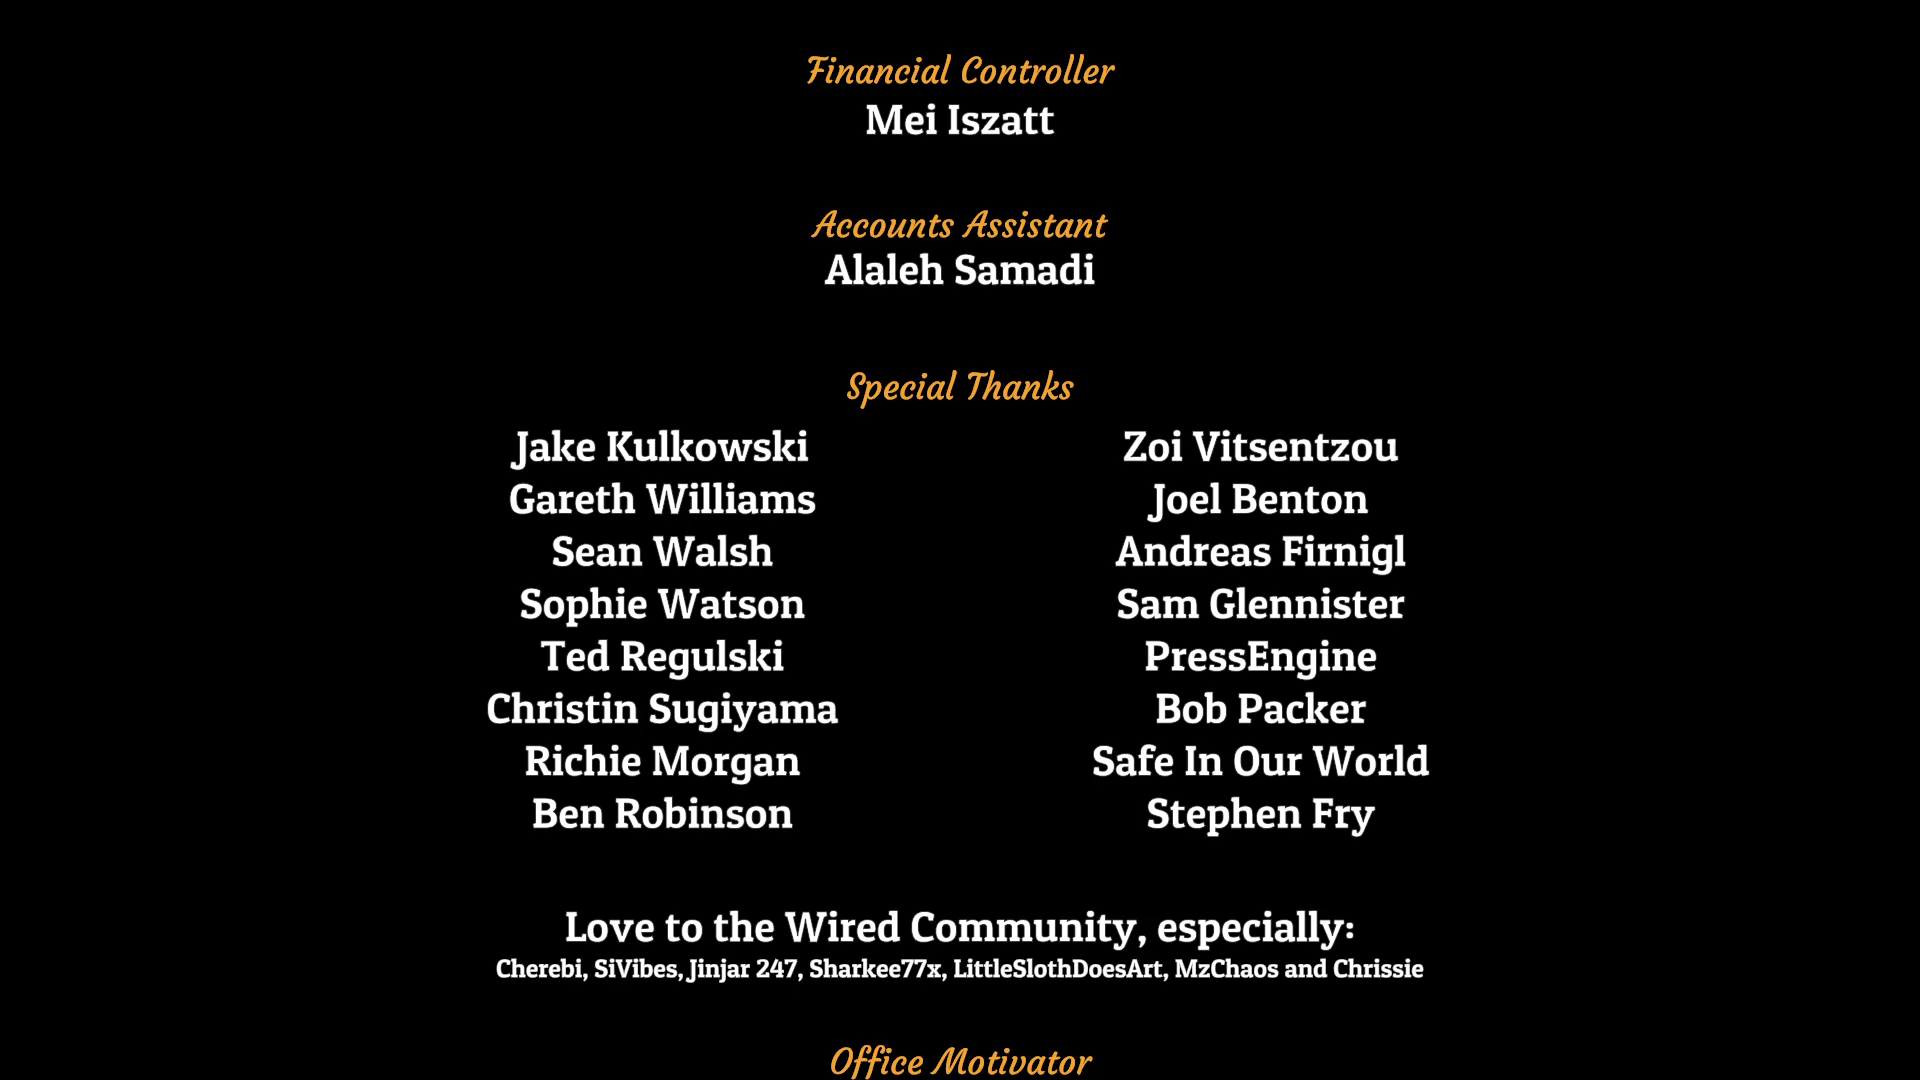 Financial Controller
Mei Iszatt
Accounts Assistant
Alaleh Samadi
Special Thanks
Jake Kulkowski
Gareth Williams
Sean Walsh
Sophie Watson
Ted Regulski
Christin Sugiyama
Richie Morgan
Ben Robinson
Zoi Vitsentzou
Joel Benton
Andreas Firnigl
Sam Glennister
PressEngine
Bob Packer
Safe In Our World
Stephen Fry
Love to the Wired Community, especially:
Cherebi, SiVibes, Jinjar 247, Sharkee77x, LittleSlothDoesArt, MzChaos and Chrissie
Office Motivator